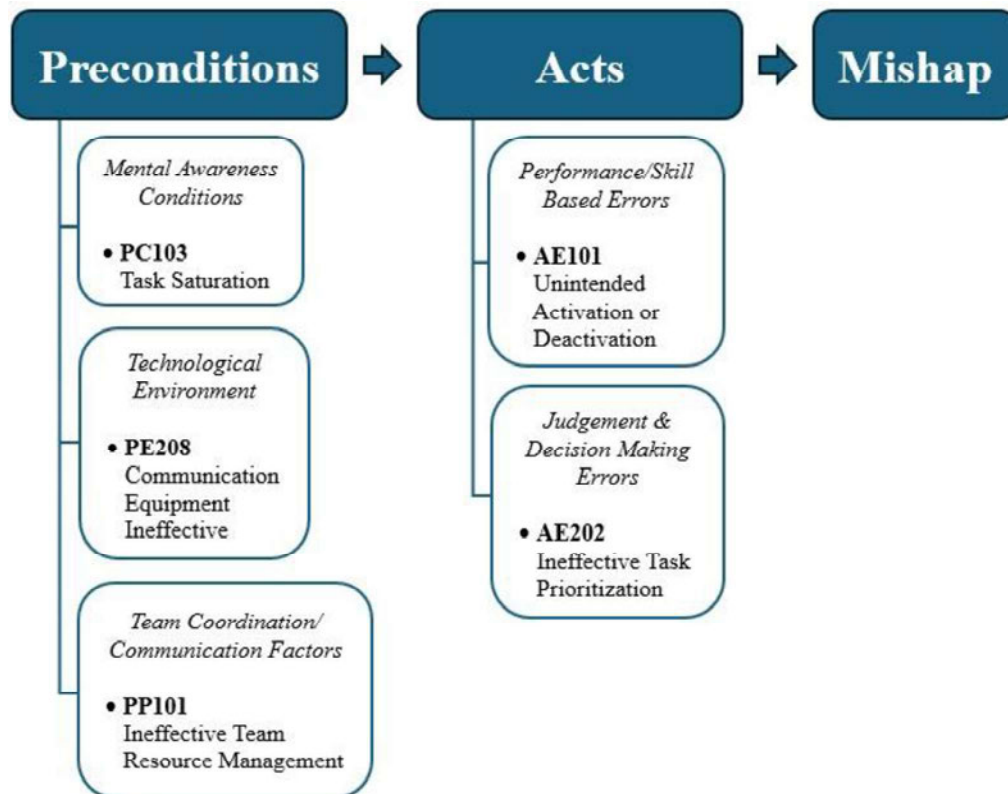 Preconditions
Acts
Mishap
Mental Awareness
Conditions
• PC103
Task Saturation
Technological
Environment
• PE208
Communication
Equipment
Ineffective
Team Coordination/
Communication Factors
• PP101
Ineffective Team
Resource Management
Performance/Skill
Based Errors
• AE101
Unintended
Activation or
Deactivation
Judgement &
Decision Making
Errors
• AE202
Ineffective Task
Prioritization